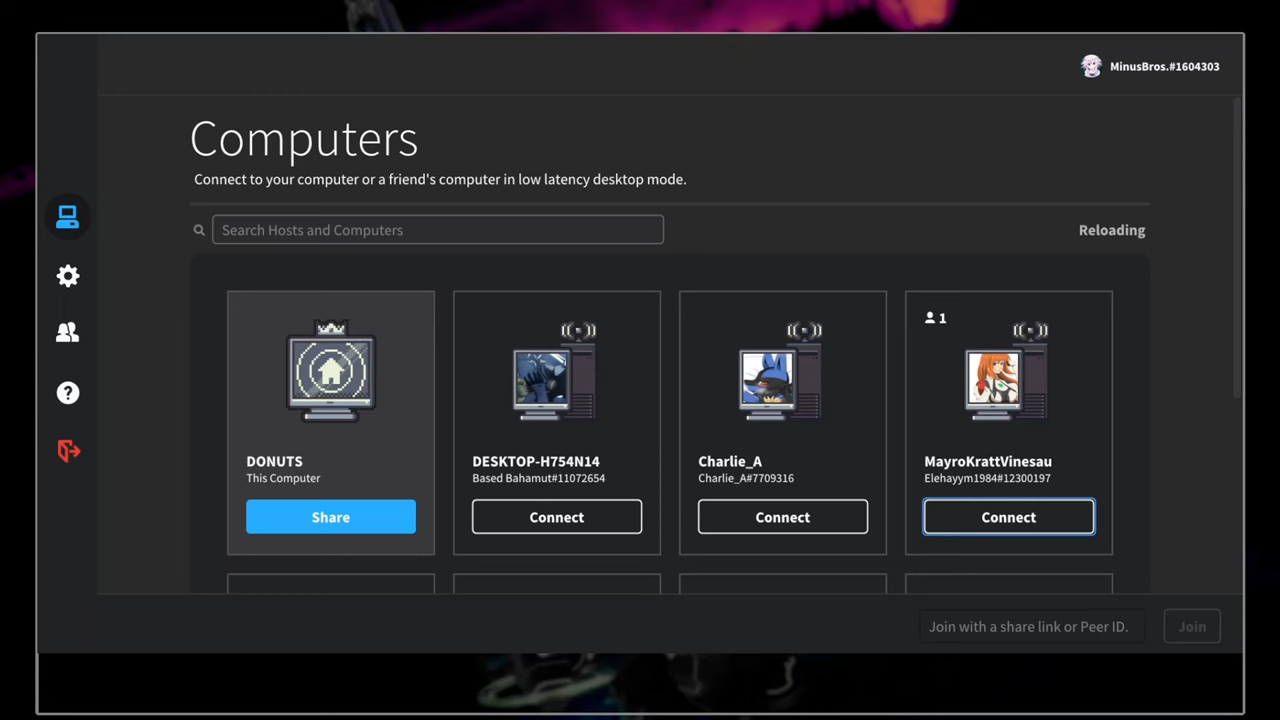 MinusBros.#1604303
Computers
Connect to your computer or a friend's computer in low latency desktop mode.
Search Hosts and Computers
Reloading
1
DONUTS
This Computer
Share
DESKTOP-H754N14
Based Bahamut#11072654
Connect
Charlie_A
Charlie_A#7709316
Connect
MayroKrattVinesau
Elehayym1984#12300197
Connect
Join with a share link or Peer ID.
Join